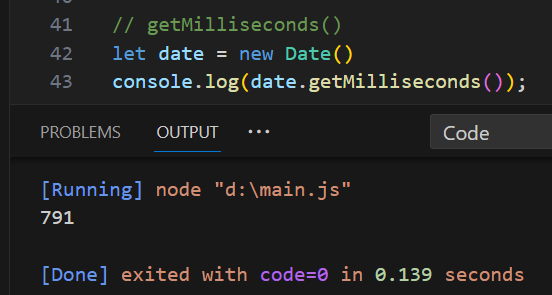 41 // getMilliseconds()
42 let date = new Date()
43 console.log(date.getMilliseconds());
PROBLEMS OUTPUT ··· Code
[Running] node "d:\main.js"
791
[Done] exited with code=0 in 0.139 seconds